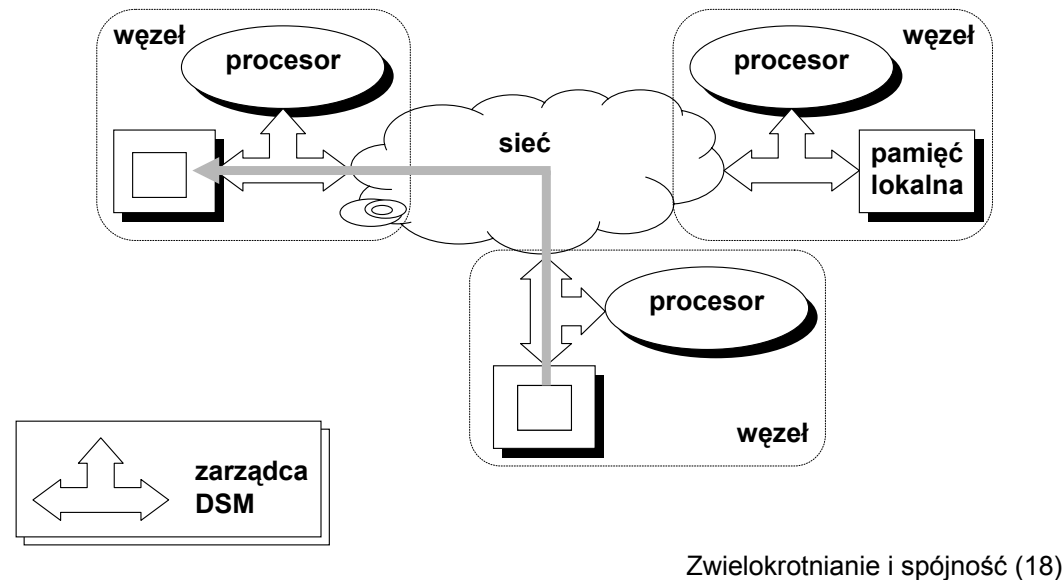 węzeł
procesor
sieć
procesor
węzeł
pamięć
lokalna
procesor
węzeł
zarządca
DSM
Zwielokrotnianie i spójność (18)